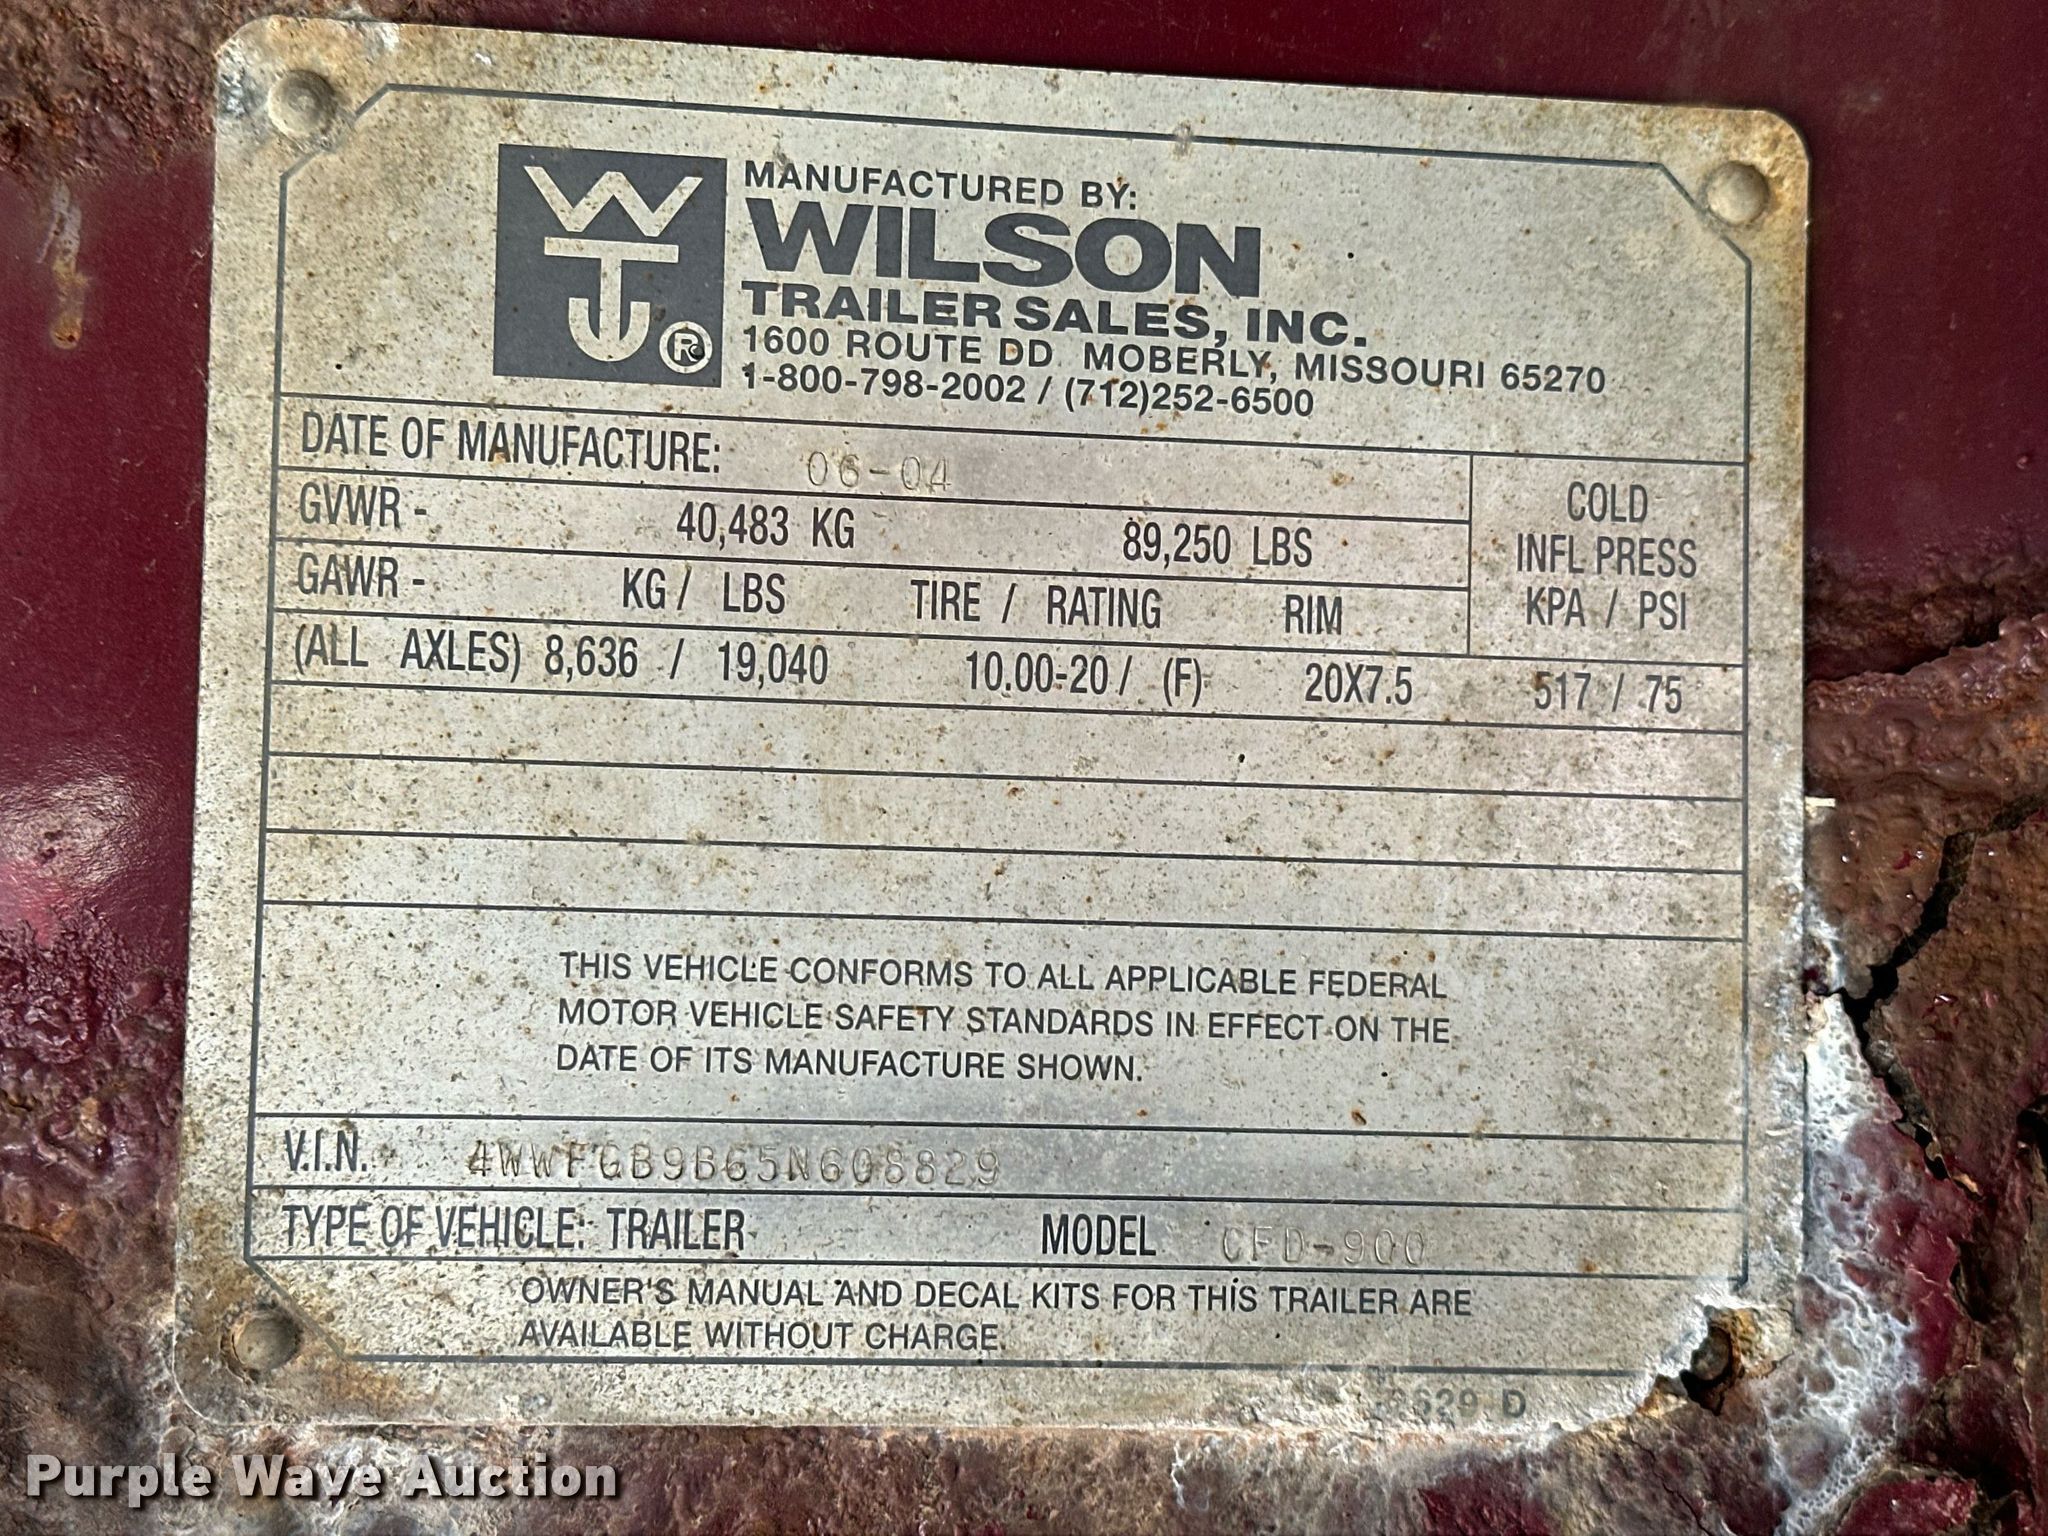 WTJ ®
MANUFACTURED BY:
WILSON
TRAILER SALES, INC.
1600 ROUTE DD MOBERLY, MISSOURI 65270
1-800-798-2002 / (712)252-6500
DATE OF MANUFACTURE: 06-04
GVWR - 40,483 KG 89,250 LBS
COLD
INFL PRESS
KPA / PSI
GAWR - KG / LBS TIRE / RATING RIM
(ALL AXLES) 8,636 / 19,040 10.00-20 / (F) 20X7.5 517 / 75
THIS VEHICLE CONFORMS TO ALL APPLICABLE FEDERAL
MOTOR VEHICLE SAFETY STANDARDS IN EFFECT ON THE
DATE OF ITS MANUFACTURE SHOWN.
V.I.N. 4WWFGB9B65N608829
TYPE OF VEHICLE: TRAILER MODEL CFD-900
OWNER'S MANUAL AND DECAL KITS FOR THIS TRAILER ARE
AVAILABLE WITHOUT CHARGE.
D
Purple Wave Auction